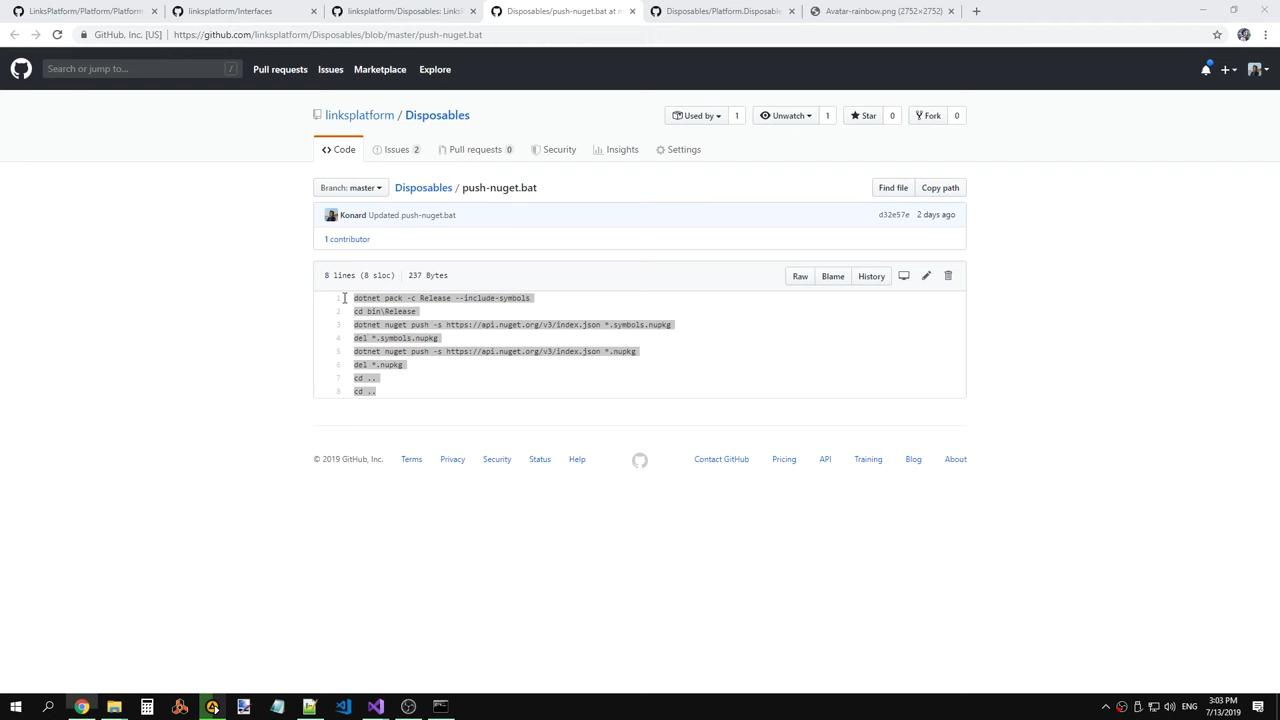 LinksPlatform/Platform/Platform
linksplatform/Interfaces
linksplatform/Disposables: Links
Disposables/push-nuget.bat at m
Disposables/Platform.Disposable
Avatar-rainbow.png (2752×2752)
GitHub, Inc. [US]
https://github.com/linksplatform/Disposables/blob/master/push-nuget.bat
Search or jump to...
/
Pull requests
Issues
Marketplace
Explore
linksplatform / Disposables
Used by 1
Unwatch 1
Star 0
Fork 0
Code
Issues 2
Pull requests 0
Security
Insights
Settings
Branch: master
Disposables / push-nuget.bat
Find file
Copy path
Konard Updated push-nuget.bat
d32e57e 2 days ago
1 contributor
8 lines (8 sloc) 237 Bytes
Raw
Blame
History
1 dotnet pack -c Release --include-symbols
2 cd bin\Release
3 dotnet nuget push -s https://api.nuget.org/v3/index.json *.symbols.nupkg
4 del *.symbols.nupkg
5 dotnet nuget push -s https://api.nuget.org/v3/index.json *.nupkg
6 del *.nupkg
7 cd ..
8 cd ..
© 2019 GitHub, Inc.
Terms
Privacy
Security
Status
Help
Contact GitHub
Pricing
API
Training
Blog
About
ENG
3:03 PM
7/13/2019